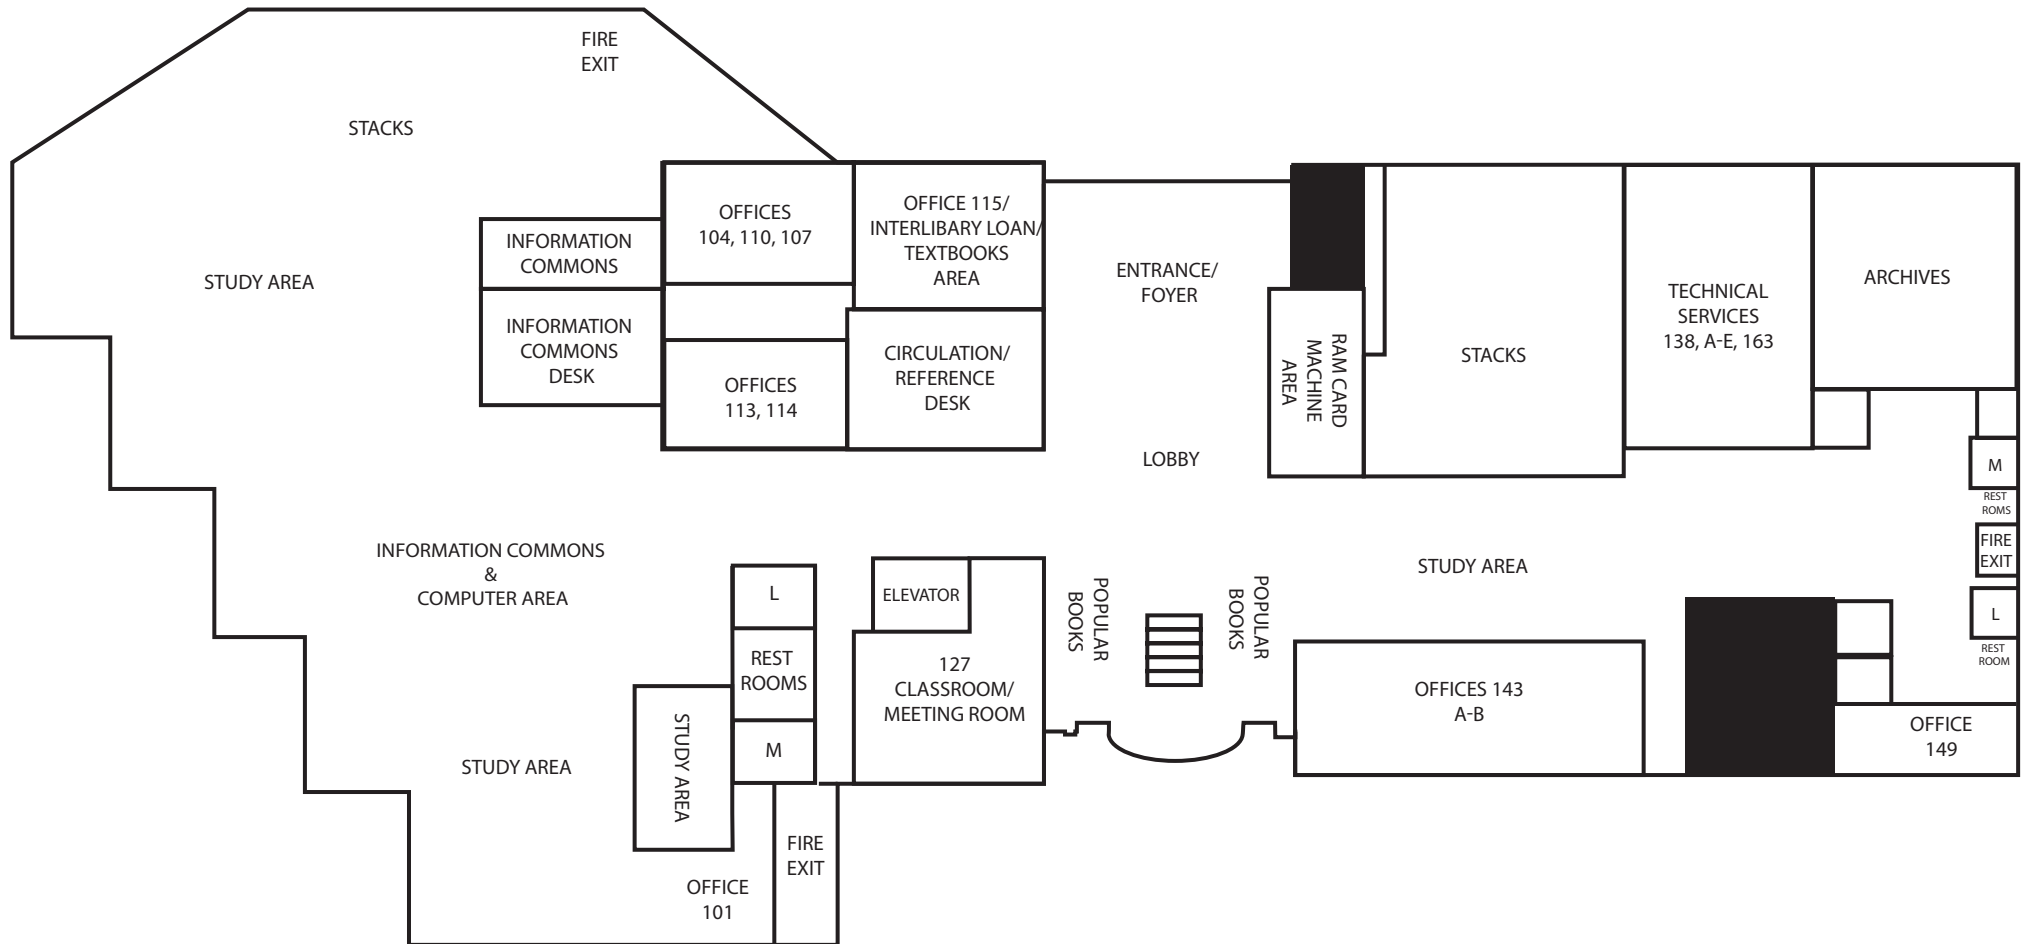 FIRE
EXIT
STACKS
STUDY AREA
INFORMATION
COMMONS
INFORMATION
COMMONS
DESK
OFFICES
104, 110, 107
OFFICE 115/
INTERLIBARY LOAN/
TEXTBOOKS
AREA
OFFICES
113, 114
CIRCULATION/
REFERENCE
DESK
ENTRANCE/
FOYER
LOBBY
RAM CARD
MACHINE
AREA
STACKS
TECHNICAL
SERVICES
138, A-E, 163
ARCHIVES
M
REST
ROMS
FIRE
EXIT
L
REST
ROOM
INFORMATION COMMONS
&
COMPUTER AREA
L
REST
ROOMS
M
ELEVATOR
127
CLASSROOM/
MEETING ROOM
POPULAR
BOOKS
POPULAR
BOOKS
STUDY AREA
OFFICES 143
A-B
OFFICE
149
STUDY AREA
STUDY AREA
FIRE
EXIT
OFFICE
101